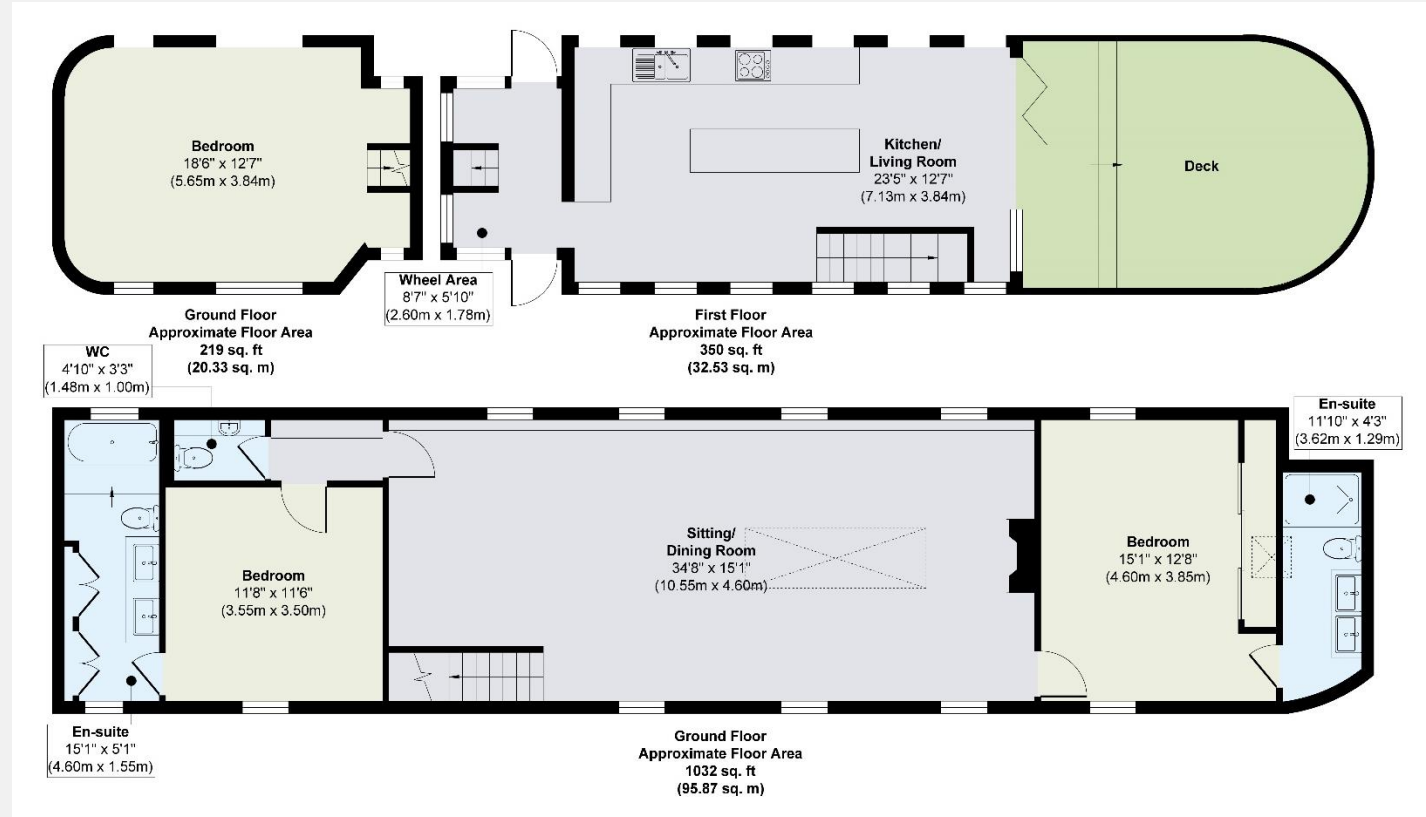 Bedroom
18'6" x 12'7"
(5.65m x 3.84m)
Kitchen/
Living Room
23'5" x 12'7"
(7.13m x 3.84m)
Deck
Wheel Area
8'7" x 5'10"
(2.60m x 1.78m)
Ground Floor
Approximate Floor Area
219 sq. ft
(20.33 sq. m)
First Floor
Approximate Floor Area
350 sq. ft
(32.53 sq. m)
WC
4'10" x 3'3"
(1.48m x 1.00m)
En-suite
11'10" x 4'3"
(3.62m x 1.29m)
Bedroom
11'8" x 11'6"
(3.55m x 3.50m)
Sitting/
Dining Room
34'8" x 15'1"
(10.55m x 4.60m)
Bedroom
15'1" x 12'8"
(4.60m x 3.85m)
En-suite
15'1" x 5'1"
(4.60m x 1.55m)
Ground Floor
Approximate Floor Area
1032 sq. ft
(95.87 sq. m)